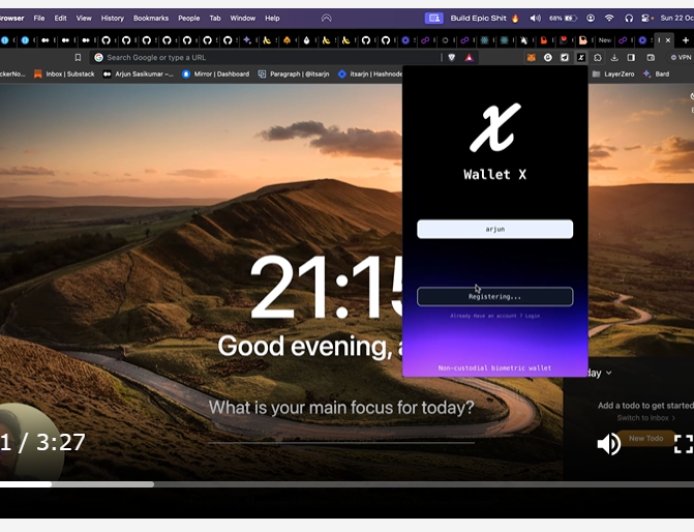 Browser File Edit View History Bookmarks People Tab Window Help Build Epic Shit 68% Sun 22 Oc
New
Search Google or type a URL VPN
ckerNo... Inbox | Substack Arjun Sasikumar –... Mirror | Dashboard Paragraph | @itsarjn itsarjn | Hashnode LayerZero Bard
X
Wallet X
arjun
21:15
Registering...
Already Have an account ? Login
Good evening, a
Non-custodial biometric wallet
day
What is your main focus for today?
Add a todo to get started
Switch to Inbox >
New Todo
1 / 3:27